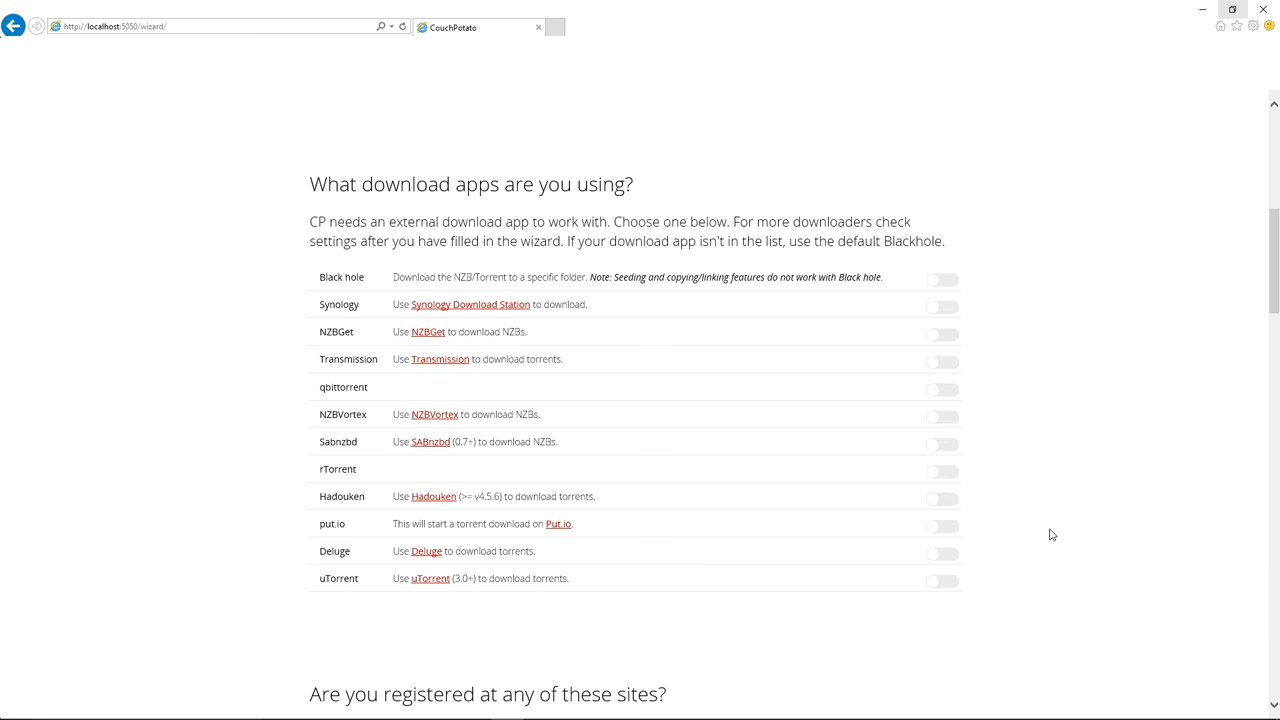 http://localhost:5050/wizard/
CouchPotato
What download apps are you using?
CP needs an external download app to work with. Choose one below. For more downloaders check
settings after you have filled in the wizard. If your download app isn't in the list, use the default Blackhole.
Black hole Download the NZB/Torrent to a specific folder. Note: Seeding and copying/linking features do not work with Black hole.
Synology Use Synology Download Station to download.
NZBGet Use NZBGet to download NZBs.
Transmission Use Transmission to download torrents.
qbittorrent
NZBVortex Use NZBVortex to download NZBs.
Sabnzbd Use SABnzbd (0.7+) to download NZBs.
rTorrent
Hadouken Use Hadouken (>= v4.5.6) to download torrents.
put.io This will start a torrent download on Put.io.
Deluge Use Deluge to download torrents.
uTorrent Use uTorrent (3.0+) to download torrents.
Are you registered at any of these sites?